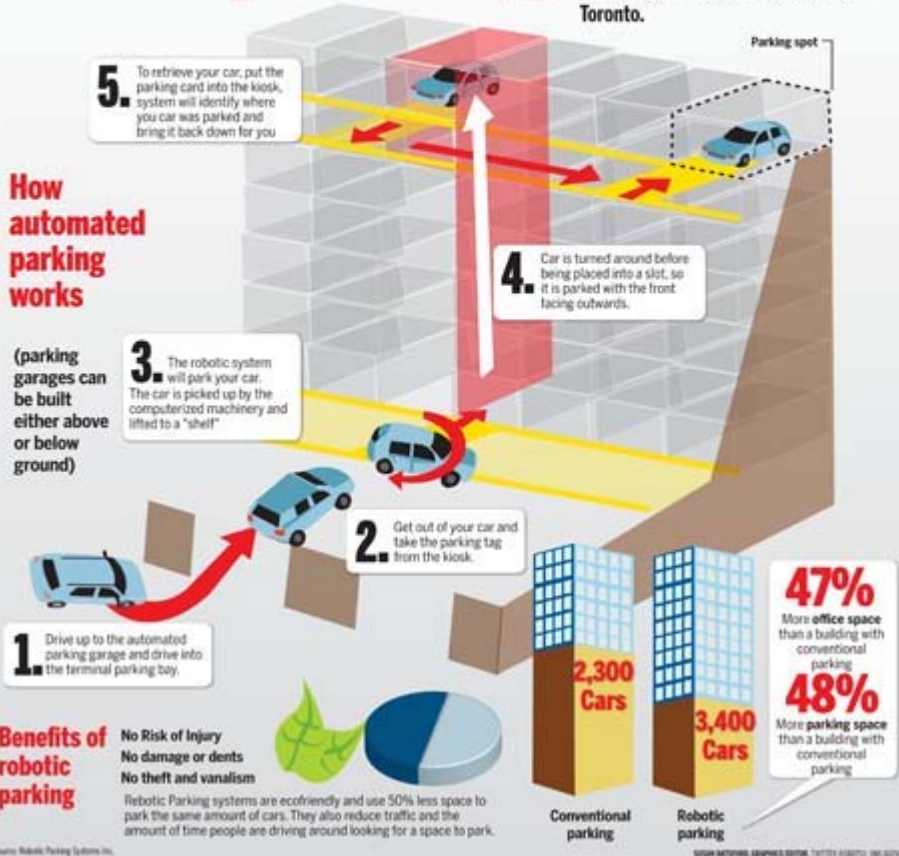 Toronto.
Parking spot
5. To retrieve your car, put the
parking card into the kiosk,
system will identify where
you car was parked and
bring it back down for you
How
automated
parking
works
(parking
garages can
be built
either above
or below
ground)
4. Car is turned around before
being placed into a slot, so
it is parked with the front
facing outwards.
3. The robotic system
will park your car.
The car is picked up by the
computerized machinery and
lifted to a "shelf"
2. Get out of your car and
take the parking tag
from the kiosk.
1. Drive up to the automated
parking garage and drive into
the terminal parking bay.
2,300
Cars
3,400
Cars
47%
More office space
than a building with
conventional
parking
48%
More parking space
than a building with
conventional
parking
Conventional
parking
Robotic
parking
Benefits of
robotic
parking
No Risk of Injury
No damage or dents
No theft and vanalism
Rebotic Parking systems are ecofriendly and use 50% less space to
park the same amount of cars. They also reduce traffic and the
amount of time people are driving around looking for a space to park.
Robotic Parking Systems Inc.